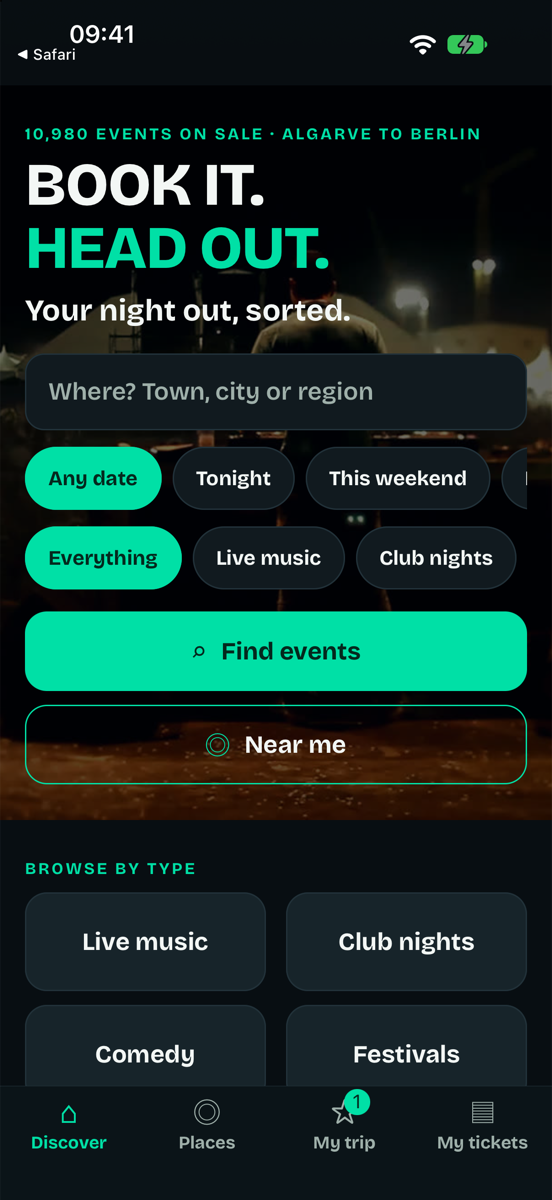 09:41
◀ Safari
10,980 EVENTS ON SALE · ALGARVE TO BERLIN
BOOK IT.
HEAD OUT.
Your night out, sorted.
Where? Town, city or region
Any date
Tonight
This weekend
Everything
Live music
Club nights
Find events
Near me
BROWSE BY TYPE
Live music
Club nights
Comedy
Festivals
1
Discover
Places
My trip
My tickets